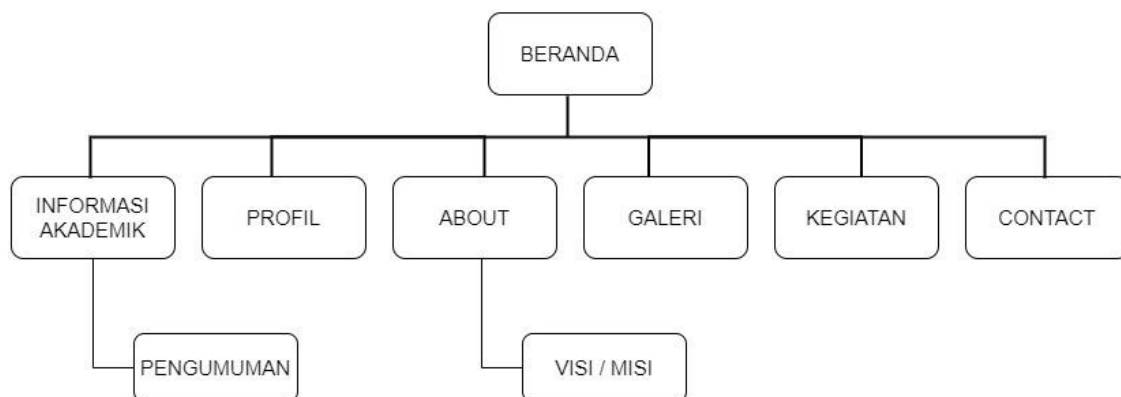 BERANDA
INFORMASI
AKADEMIK
PROFIL
ABOUT
GALERI
KEGIATAN
CONTACT
PENGUMUMAN
VISI / MISI